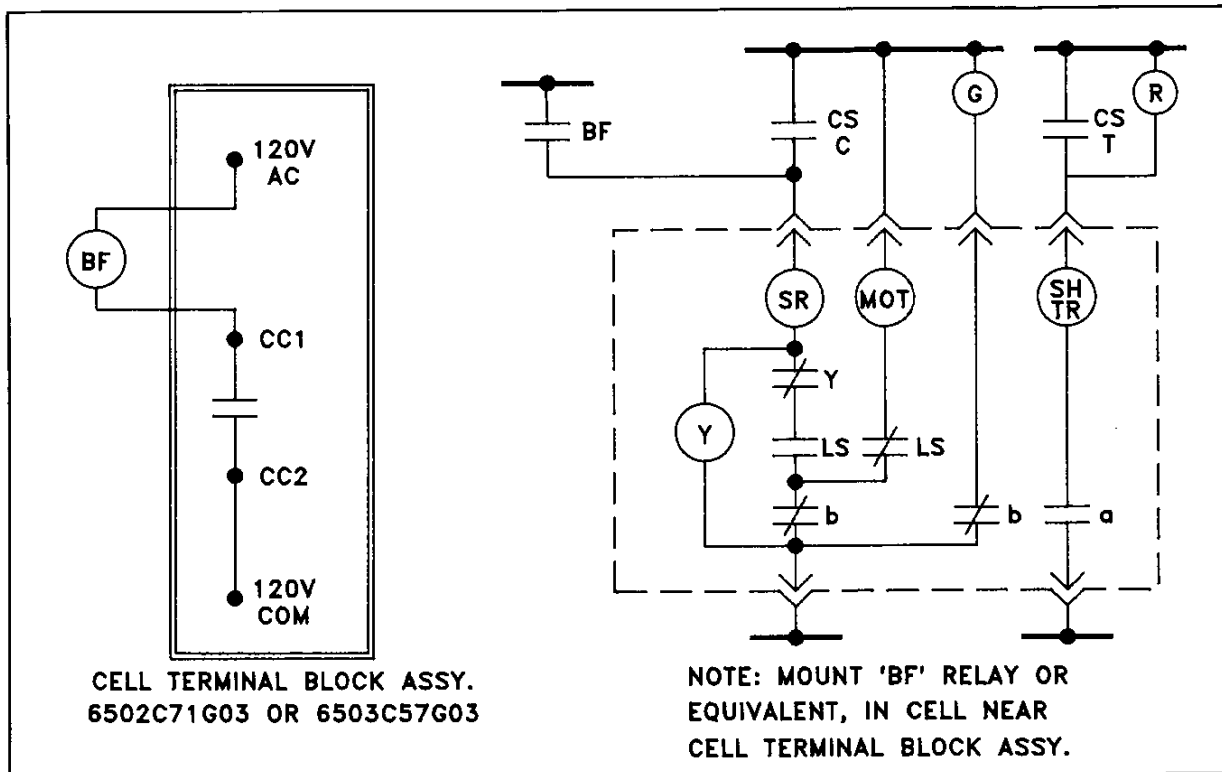 120V
AC
BF
CC1
CC2
120V
COM
CELL TERMINAL BLOCK ASSY.
6502C71G03 OR 6503C57G03
BF
CS
C
G
CS
T
R
SR
MOT
SH
TR
Y
Y
LS
LS
b
b
a
NOTE: MOUNT 'BF' RELAY OR
EQUIVALENT, IN CELL NEAR
CELL TERMINAL BLOCK ASSY.